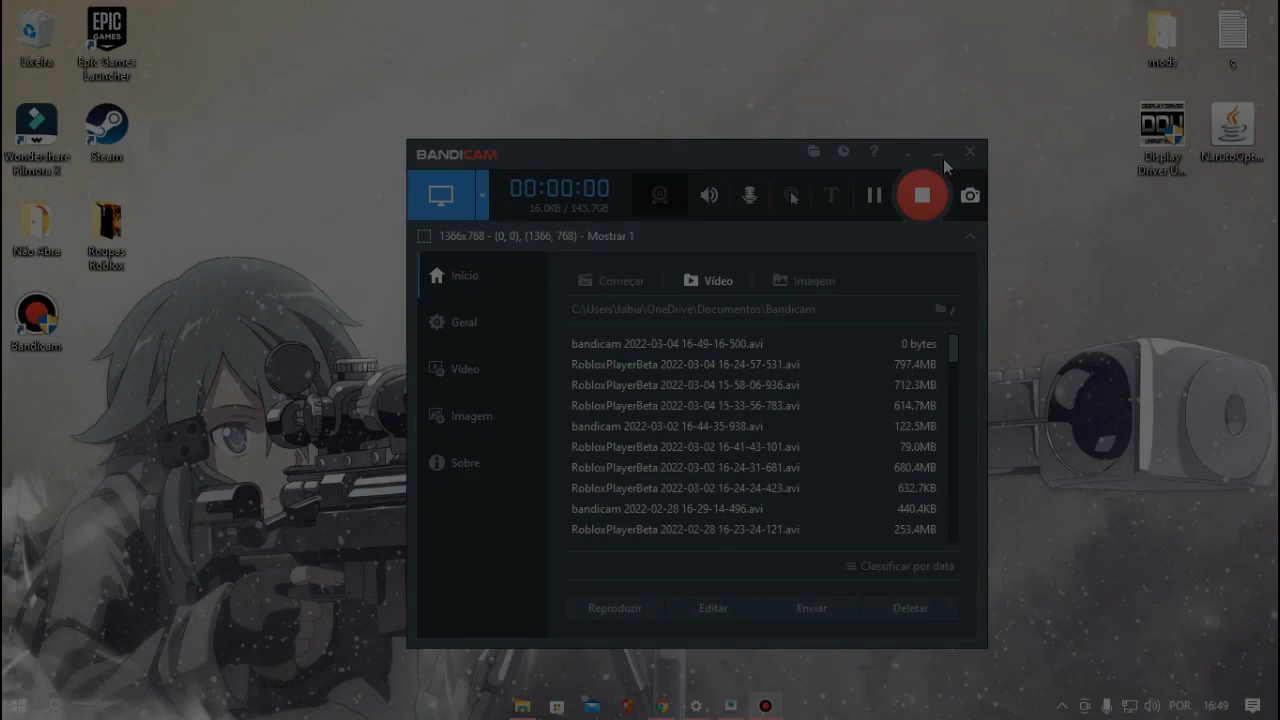 Lixeira
EPIC
GAMES
Epic Games
Launcher
Wondershare
Filmora X
Steam
Não Abra
Roupas
Roblox
Bandicam
mods
ç
DISPLAY DRIVER
DDU
Display
Driver U...
NarutoOpt...
BANDICAM
?
00:00:00
16.0KB / 143.7GB
T
1366x768 - (0, 0), (1366, 768) - Mostrar 1
Início
Geral
Vídeo
Imagem
Sobre
Começar
Vídeo
Imagem
C:\Users\fabia\OneDrive\Documentos\Bandicam
bandicam 2022-03-04 16-49-16-500.avi 0 bytes
RobloxPlayerBeta 2022-03-04 16-24-57-531.avi 797.4MB
RobloxPlayerBeta 2022-03-04 15-58-06-936.avi 712.3MB
RobloxPlayerBeta 2022-03-04 15-33-56-783.avi 614.7MB
bandicam 2022-03-02 16-44-35-938.avi 122.5MB
RobloxPlayerBeta 2022-03-02 16-41-43-101.avi 79.0MB
RobloxPlayerBeta 2022-03-02 16-24-31-681.avi 680.4MB
RobloxPlayerBeta 2022-03-02 16-24-24-423.avi 632.7KB
bandicam 2022-02-28 16-29-14-496.avi 440.4KB
RobloxPlayerBeta 2022-02-28 16-23-24-121.avi 253.4MB
Classificar por data
Reproduzir
Editar
Enviar
Deletar
POR
16:49